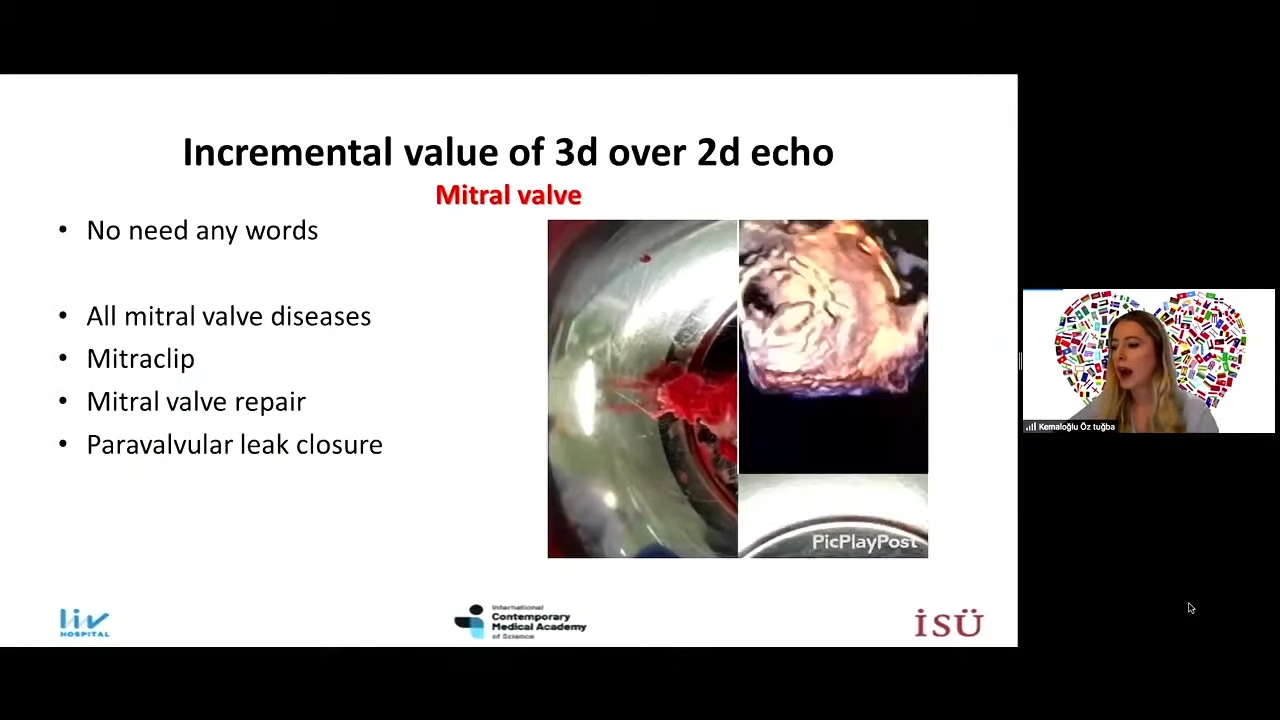 Incremental value of 3d over 2d echo
Mitral valve
• No need any words
• All mitral valve diseases
• Mitraclip
• Mitral valve repair
• Paravalvular leak closure
PicPlayPost
liv
HOSPITAL
International
Contemporary
Medical Academy
of Science
İSÜ
Kemaloğlu Öz tuğba